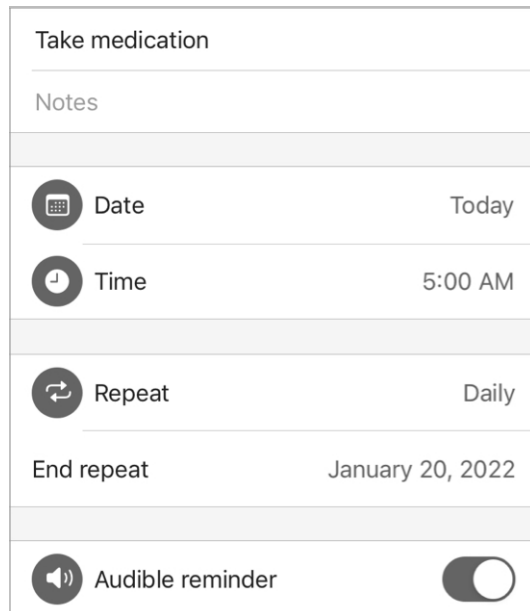 Take medication
Notes
Date Today
Time 5:00 AM
Repeat Daily
End repeat January 20, 2022
Audible reminder